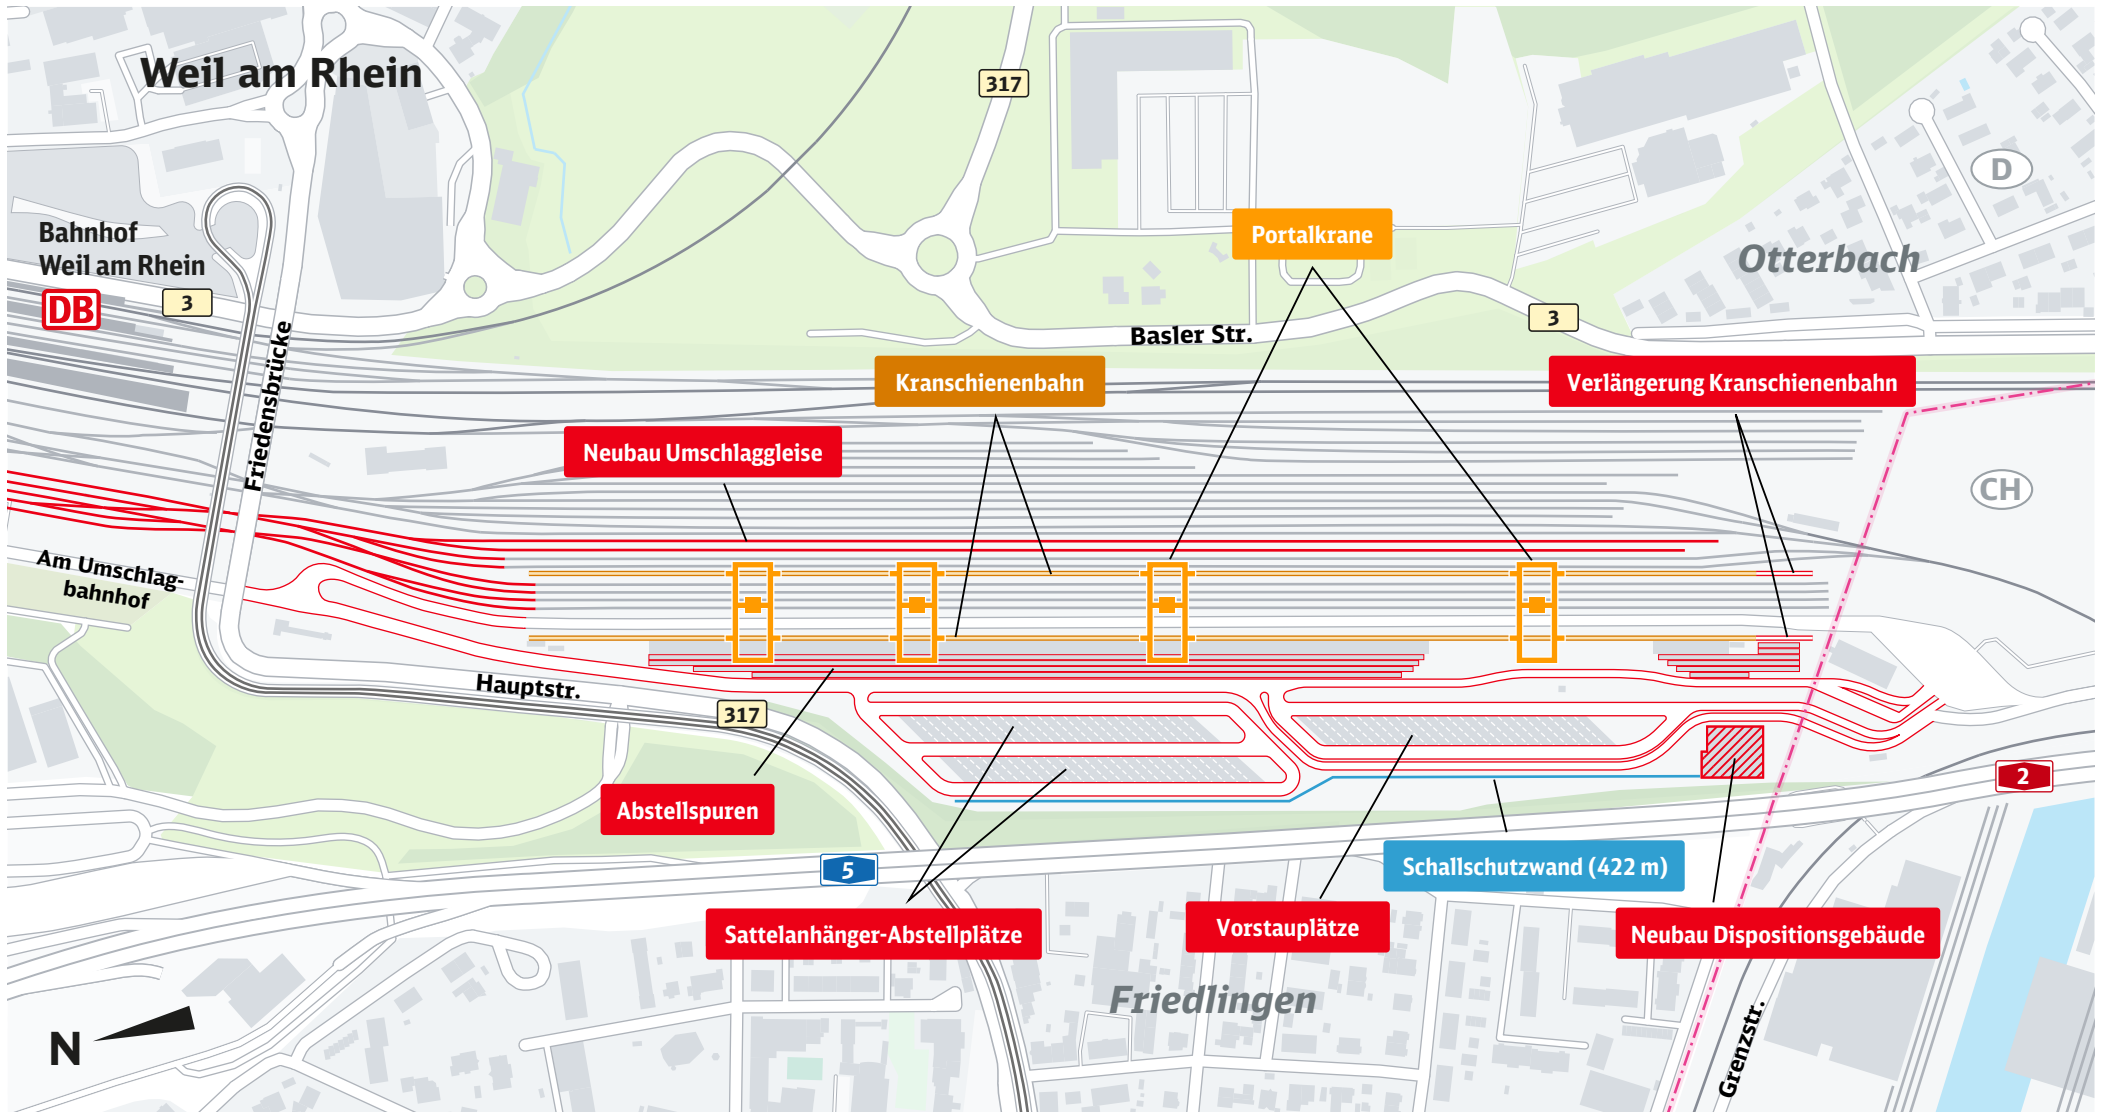 Weil am Rhein
317
D
Bahnhof
Weil am Rhein
DB
3
Portalkrane
Otterbach
3
Basler Str.
Friedensbrücke
Kranschienenbahn
Verlängerung Kranschienenbahn
Neubau Umschlaggleise
CH
Am Umschlag-
bahnhof
Hauptstr.
317
2
Abstellspuren
5
Schallschutzwand (422 m)
Sattelanhänger-Abstellplätze
Vorstauplätze
Neubau Dispositionsgebäude
Friedlingen
N
Grenzstr.